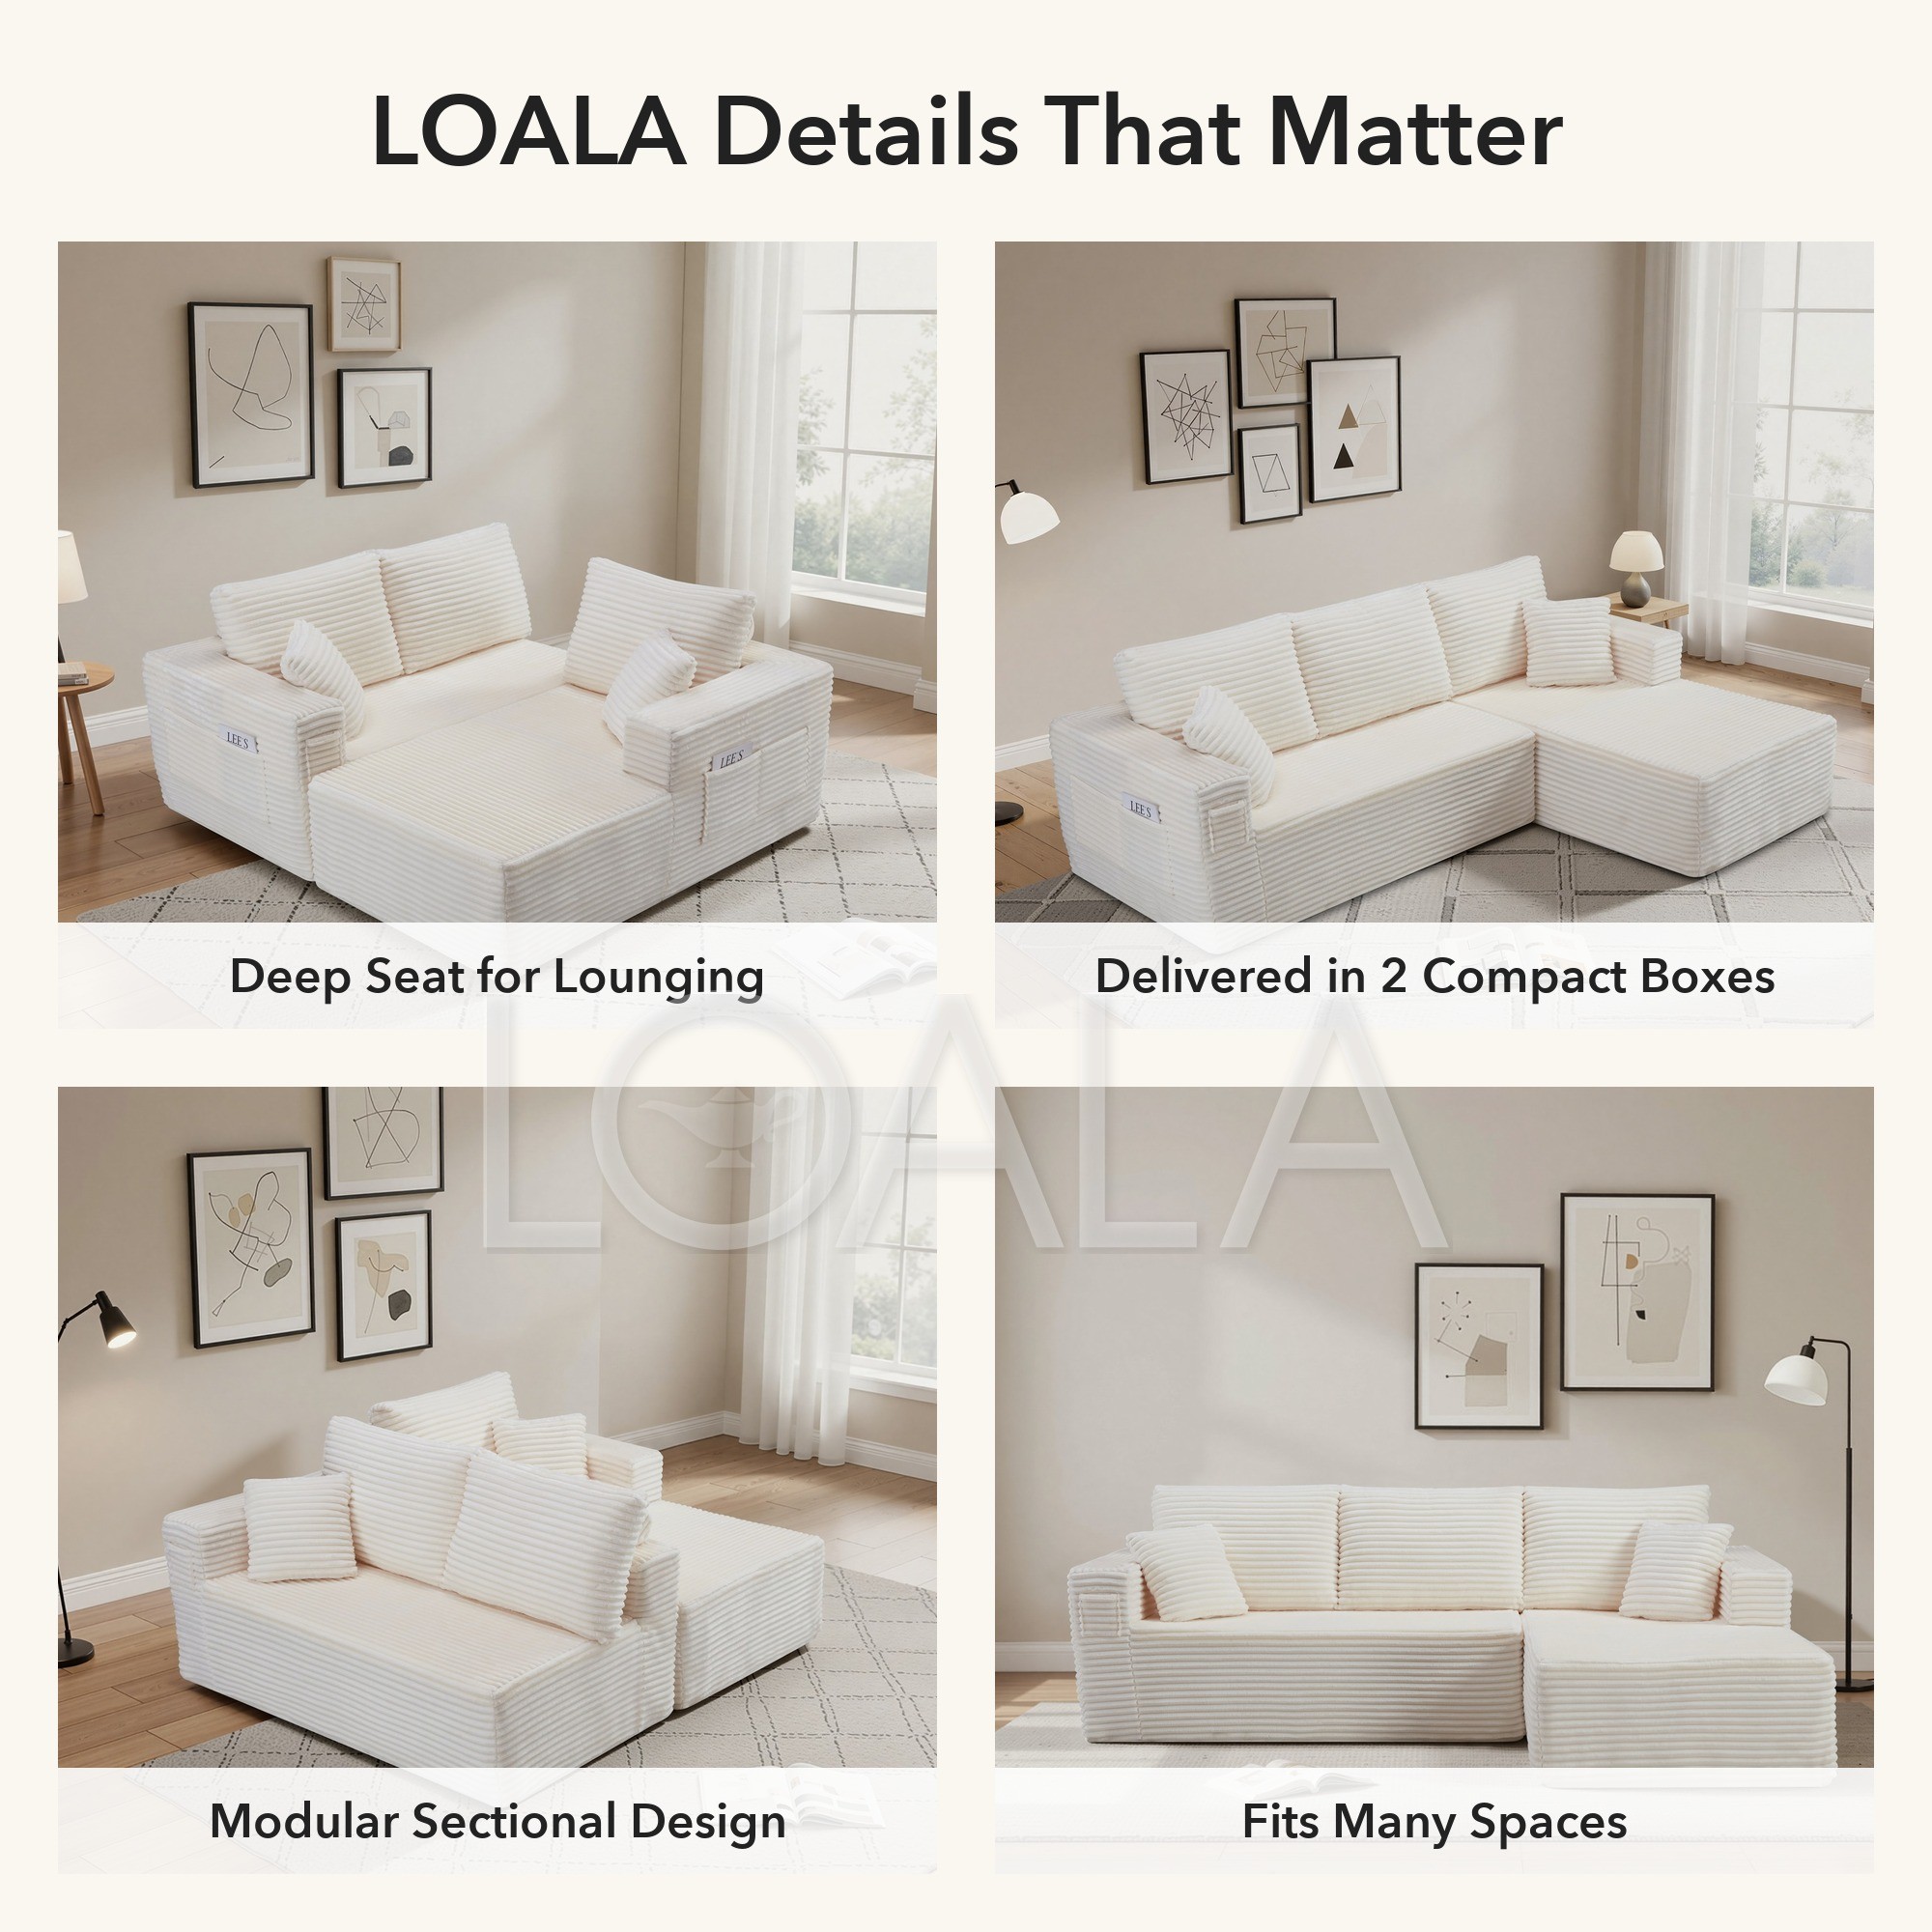 LOALA Details That Matter
LEE'S
LEE'S
LEE'S
Deep Seat for Lounging
Delivered in 2 Compact Boxes
LOALA
Modular Sectional Design
Fits Many Spaces